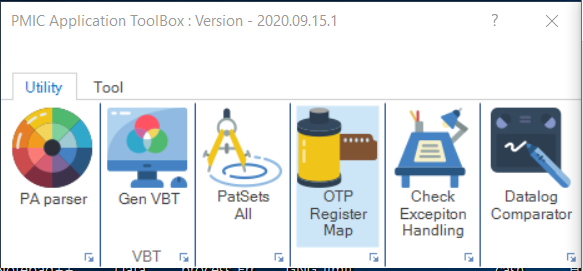 PMIC Application ToolBox : Version - 2020.09.15.1
Utility
Tool
PA parser
Gen VBT
PatSets
All
OTP
Register
Map
Check
Excepiton
Handling
Datalog
Comparator
VBT